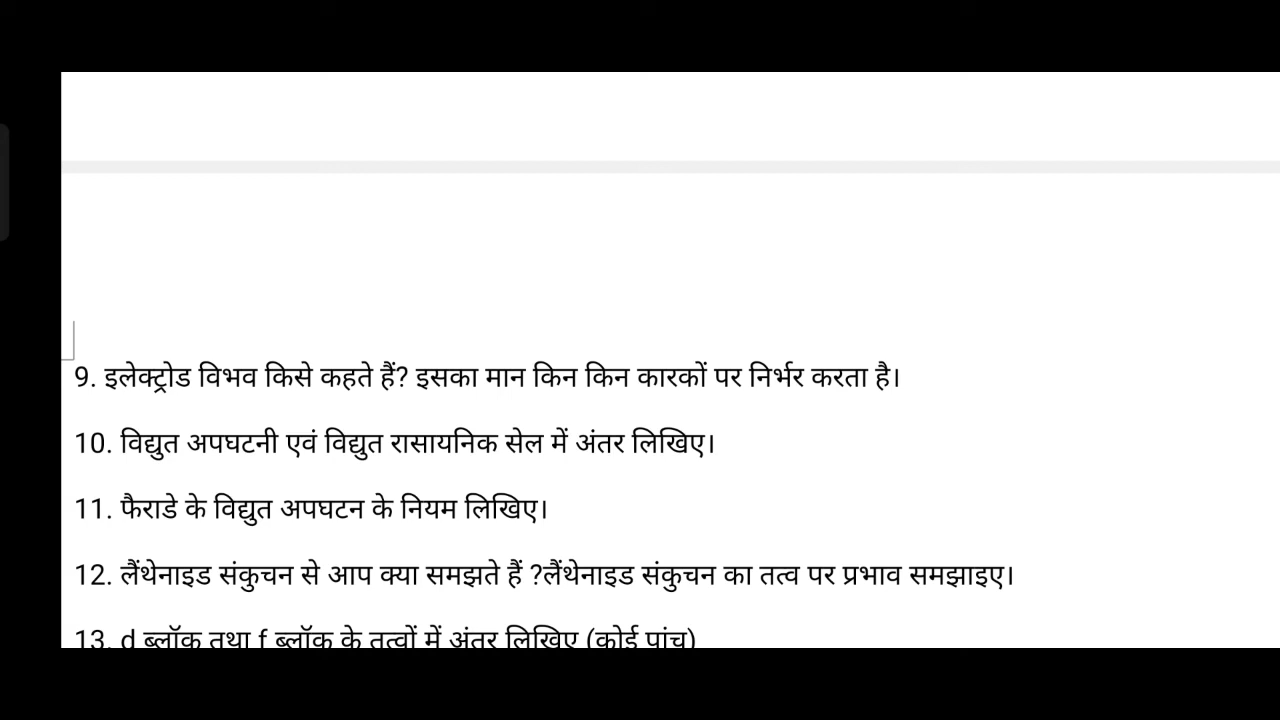 9. इलेक्ट्रोड विभव किसे कहते हैं? इसका मान किन किन कारकों पर निर्भर करता है।
10. विद्युत अपघटनी एवं विद्युत रासायनिक सेल में अंतर लिखिए।
11. फैराडे के विद्युत अपघटन के नियम लिखिए।
12. लैंथेनाइड संकुचन से आप क्या समझते हैं ?लैंथेनाइड संकुचन का तत्व पर प्रभाव समझाइए।
13. d ब्लॉक तथा f ब्लॉक के तत्वों में अंतर लिखिए (कोई पांच)